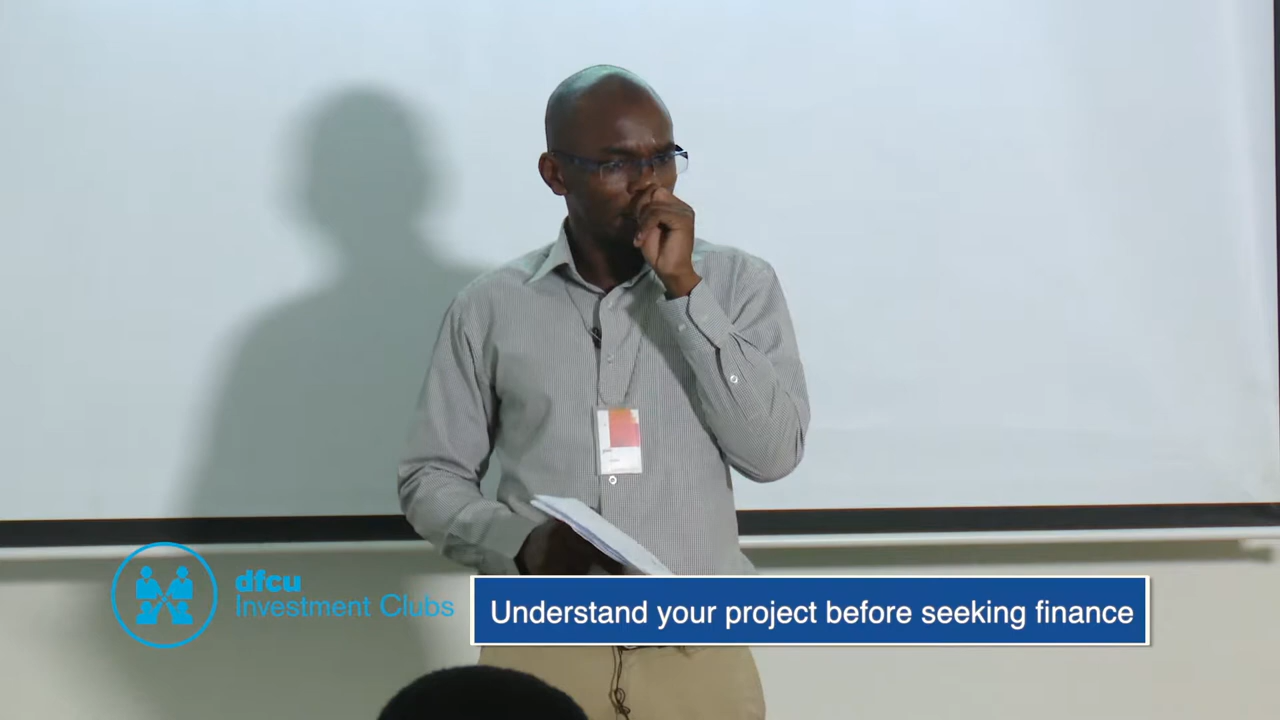 dfcu
Investment Clubs
Understand your project before seeking finance